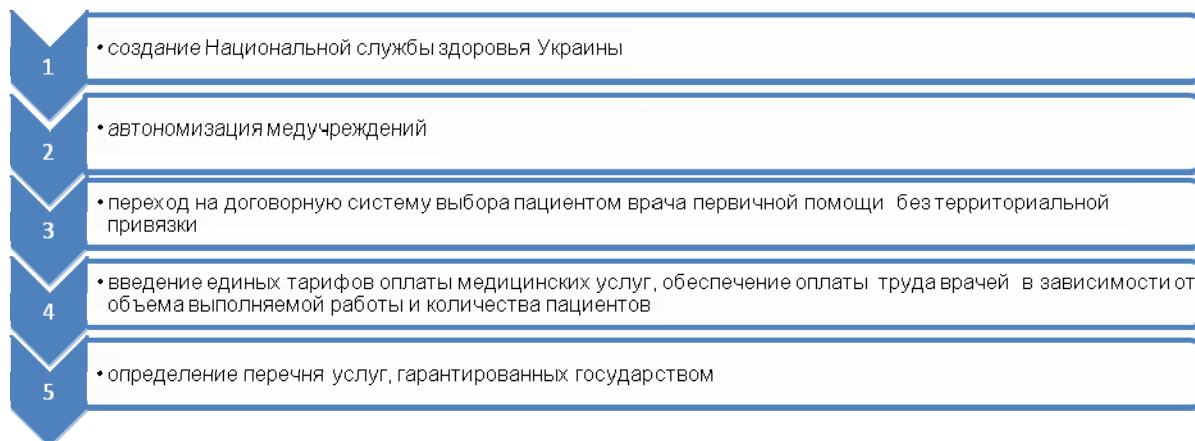 1
• создание Национальной службы здоровья Украины
2
• автономизация медучреждений
3
• переход на договорную систему выбора пациентом врача первичной помощи без территориальной
привязки
4
• введение единых тарифов оплаты медицинских услуг, обеспечение оплаты труда врачей в зависимости от
объема выполняемой работы и количества пациентов
5
• определение перечня услуг, гарантированных государством